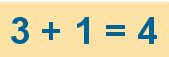 3 + 1 = 4